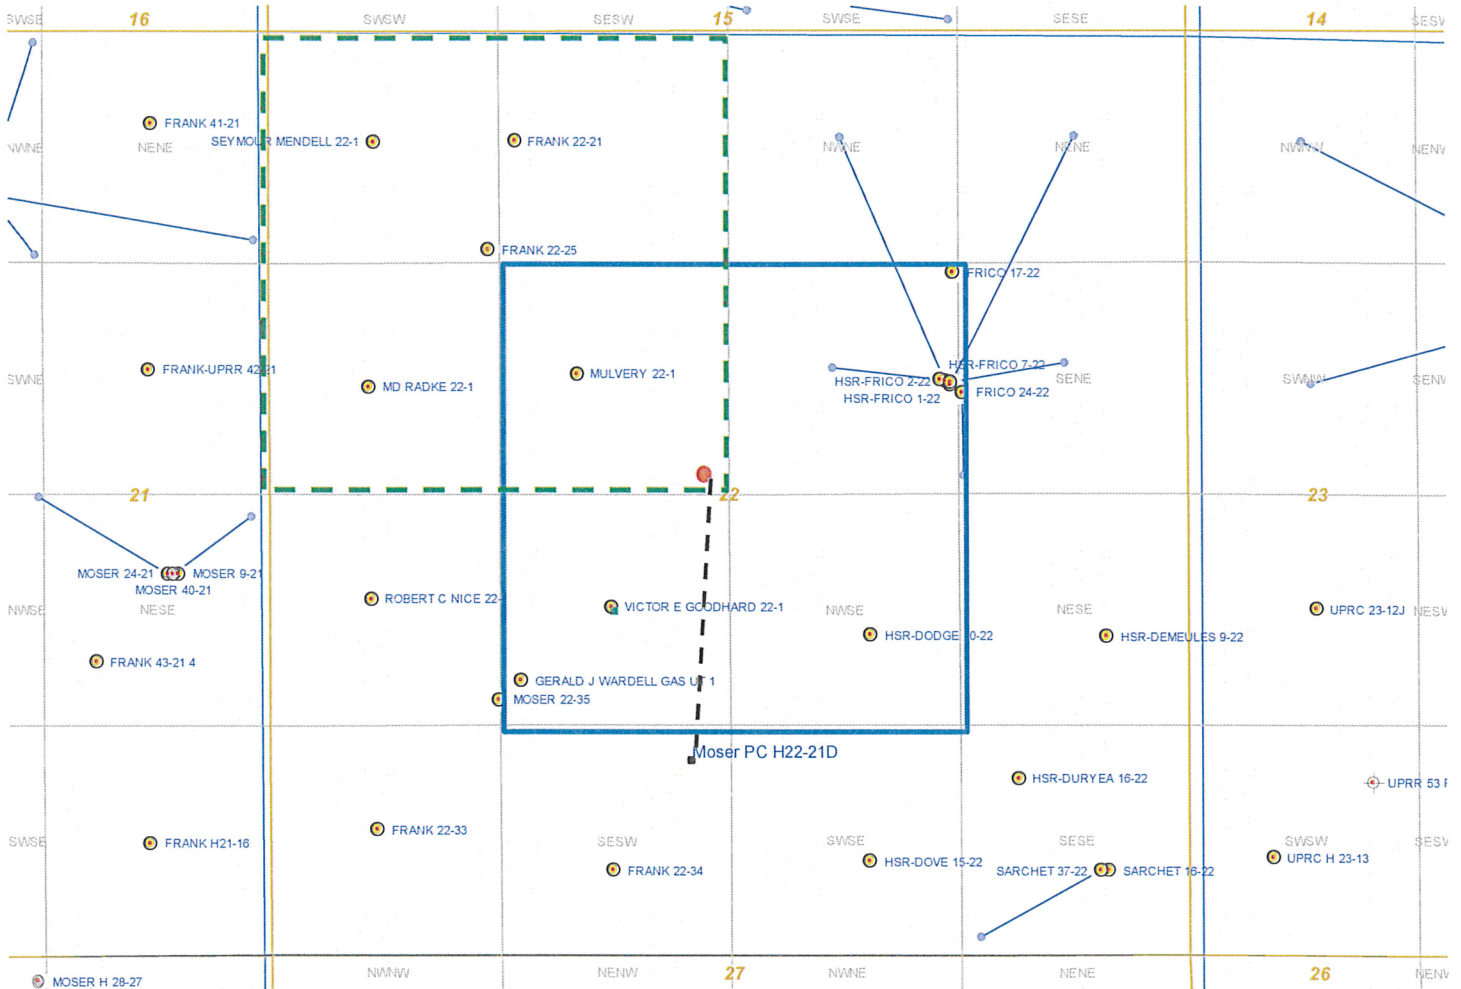 SWSE 16 SWSW SESW 15 SWSE SESE 14
FRANK 41-21
SEYMOUR MENDELL 22-1
FRANK 22-21
NWNE NENE NWNE NENE NWNW
FRANK 22-25
FRICO 17-22
FRANK-UPRR 42-21
MULVERY 22-1
HSR-FRICO 7-22
SWNE MD RADKE 22-1 HSR-FRICO 2-22 SENE SWNW
HSR-FRICO 1-22 FRICO 24-22
21 22 23
MOSER 24-21 MOSER 9-21
MOSER 40-21
ROBERT C NICE 22-
NWSE NESE VICTOR E GOODHARD 22-1 NWSE NESE UPRC 23-12J
HSR-DODGE 10-22 HSR-DEMEULES 9-22
FRANK 43-21 4
GERALD J WARDELL GAS UT 1
MOSER 22-35
Moser PC H22-21D
HSR-DURYEA 16-22
UPRR 53
FRANK 22-33
SWSE FRANK H21-16 SESW SWSE SESE SWSW
HSR-DOVE 15-22 UPRC H 23-13
FRANK 22-34 SARCHET 37-22 SARCHET 16-22
NWNW NENW 27 NWNE NENE 26
MOSER H 28-27